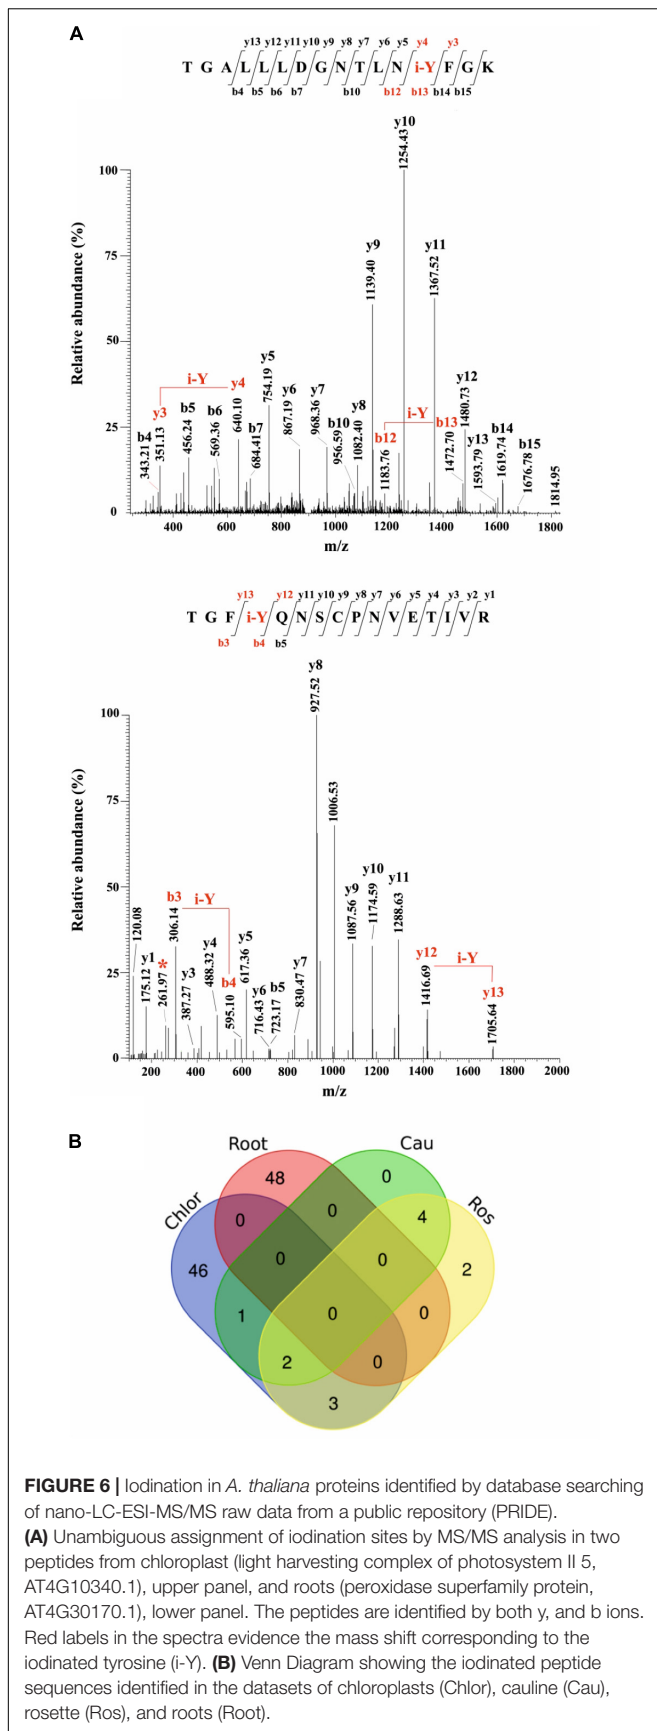 A
y13 y12 y11 y10 y9 y8 y7 y6 y5 y4 y3
T G A L L L D G N T L N i-Y F G K
b4 b5 b6 b7 b10 b12 b13 b14 b15
Relative abundance (%)
100
75
50
25
0
y10
1254.43
y9
1139.40
y11
1367.52
i-Y
y3
351.13
y4
640.10
b4
343.21
b5
456.24
b6
569.36
b7
684.41
y5
754.19
y6
867.19
y7
968.36
b10
956.59
y8
1082.40
b12
1183.76
i-Y
b13
1472.70
y12
1480.73
y13
1593.79
b14
1619.74
b15
1676.78
1814.95
400 600 800 1000 1200 1400 1600 1800
m/z
y13 y12 y11 y10 y9 y8 y7 y6 y5 y4 y3 y2 y1
T G F i-Y Q N S C P N V E T I V R
b3 b4 b5
Relative abundance (%)
100
75
50
25
0
y8
927.52
1006.53
120.08
y1
175.12
*
261.97
b3
306.14
i-Y
b4
595.10
y3
387.27
y4
488.32
y5
617.36
y6
716.43
b5
723.17
y7
830.47
y9
1087.56
y10
1174.59
y11
1288.63
y12
1416.69
i-Y
y13
1705.64
200 400 600 800 1000 1200 1400 1600 1800 2000
m/z
B
Root Cau
Chlor Ros
48 0
0 0 4
46 0 0 2
1 0 0
2 0
3
FIGURE 6 | Iodination in A. thaliana proteins identified by database searching
of nano-LC-ESI-MS/MS raw data from a public repository (PRIDE).
(A) Unambiguous assignment of iodination sites by MS/MS analysis in two
peptides from chloroplast (light harvesting complex of photosystem II 5,
AT4G10340.1), upper panel, and roots (peroxidase superfamily protein,
AT4G30170.1), lower panel. The peptides are identified by both y, and b ions.
Red labels in the spectra evidence the mass shift corresponding to the
iodinated tyrosine (i-Y). (B) Venn Diagram showing the iodinated peptide
sequences identified in the datasets of chloroplasts (Chlor), cauline (Cau),
rosette (Ros), and roots (Root).